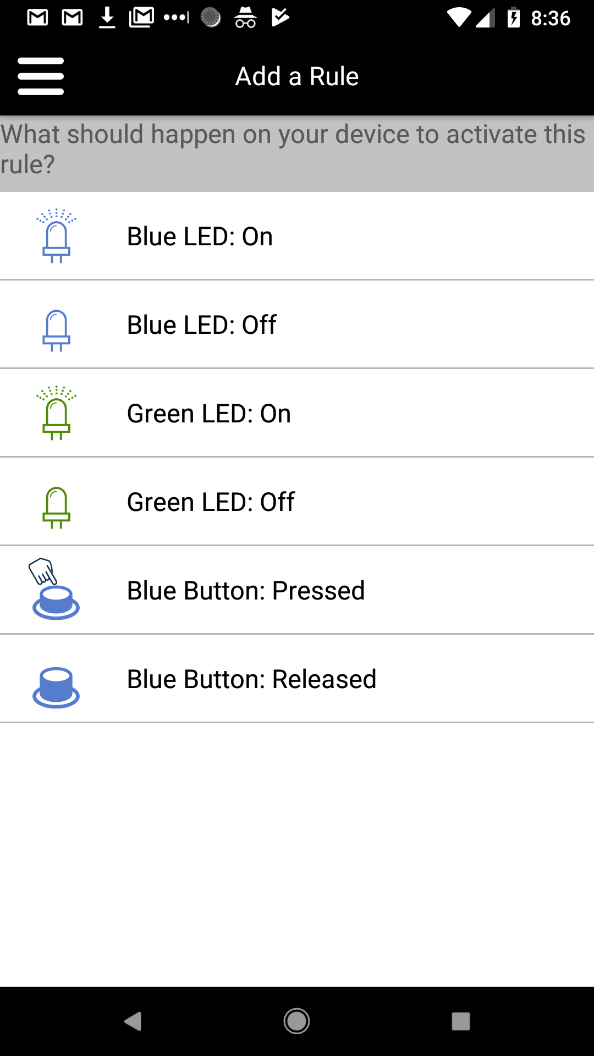 8:36
Add a Rule
What should happen on your device to activate this
rule?
Blue LED: On
Blue LED: Off
Green LED: On
Green LED: Off
Blue Button: Pressed
Blue Button: Released